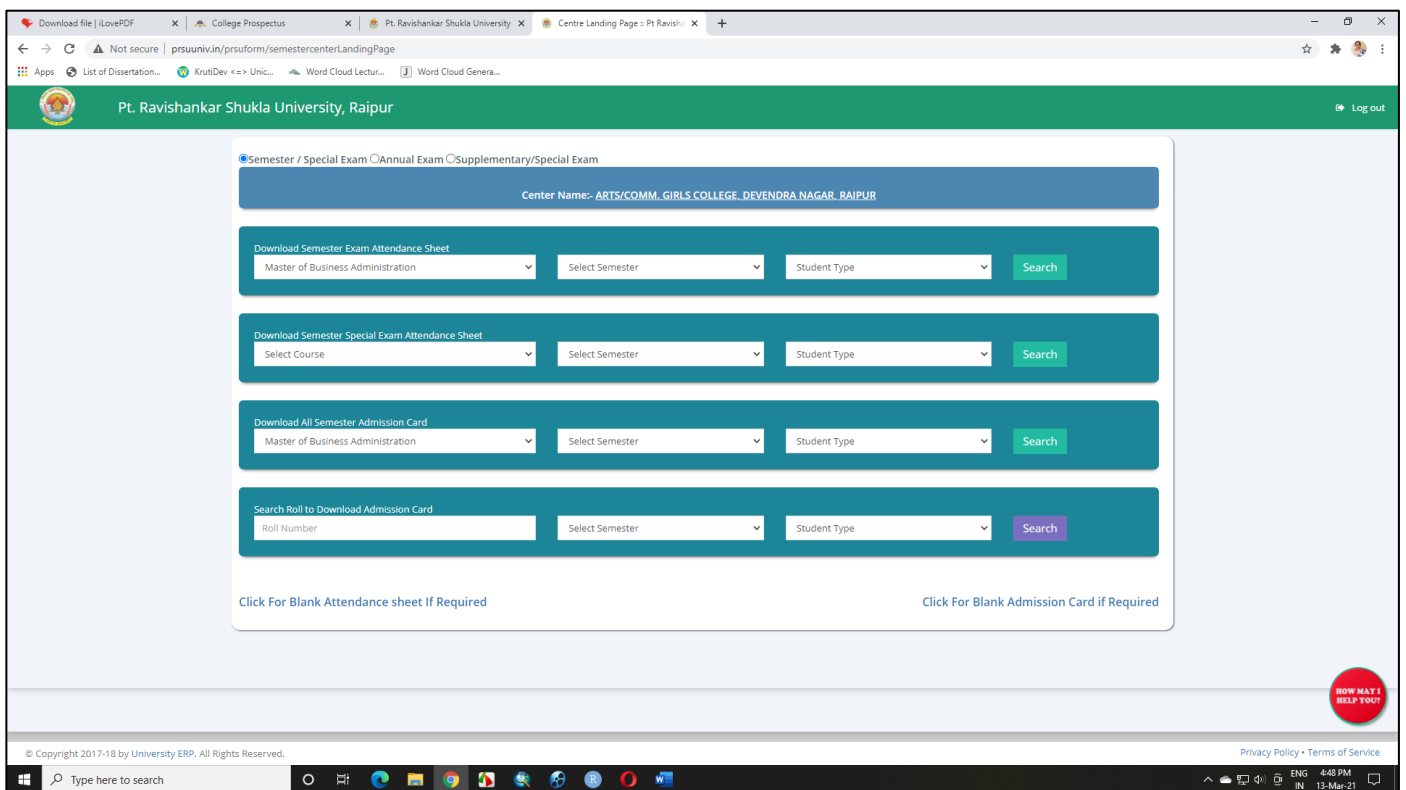 Download file | iLovePDF
College Prospectus
Pt. Ravishankar Shukla University
Centre Landing Page :: Pt Ravisha
Not secure | prsuuniv.in/prsuform/semestercenterLandingPage
Apps List of Dissertation... KrutiDev <=> Unic... Word Cloud Lectur... Word Cloud Genera...
Pt. Ravishankar Shukla University, Raipur
Log out
Semester / Special Exam Annual Exam Supplementary/Special Exam
Center Name:- ARTS/COMM. GIRLS COLLEGE, DEVENDRA NAGAR, RAIPUR
Download Semester Exam Attendance Sheet
Master of Business Administration Select Semester Student Type Search
Download Semester Special Exam Attendance Sheet
Select Course Select Semester Student Type Search
Download All Semester Admission Card
Master of Business Administration Select Semester Student Type Search
Search Roll to Download Admission Card
Roll Number Select Semester Student Type Search
Click For Blank Attendance sheet If Required Click For Blank Admission Card if Required
HOW MAY I
HELP YOU?
© Copyright 2017-18 by University ERP. All Rights Reserved. Privacy Policy • Terms of Service
Type here to search
ENG 4:48 PM
IN 13-Mar-21